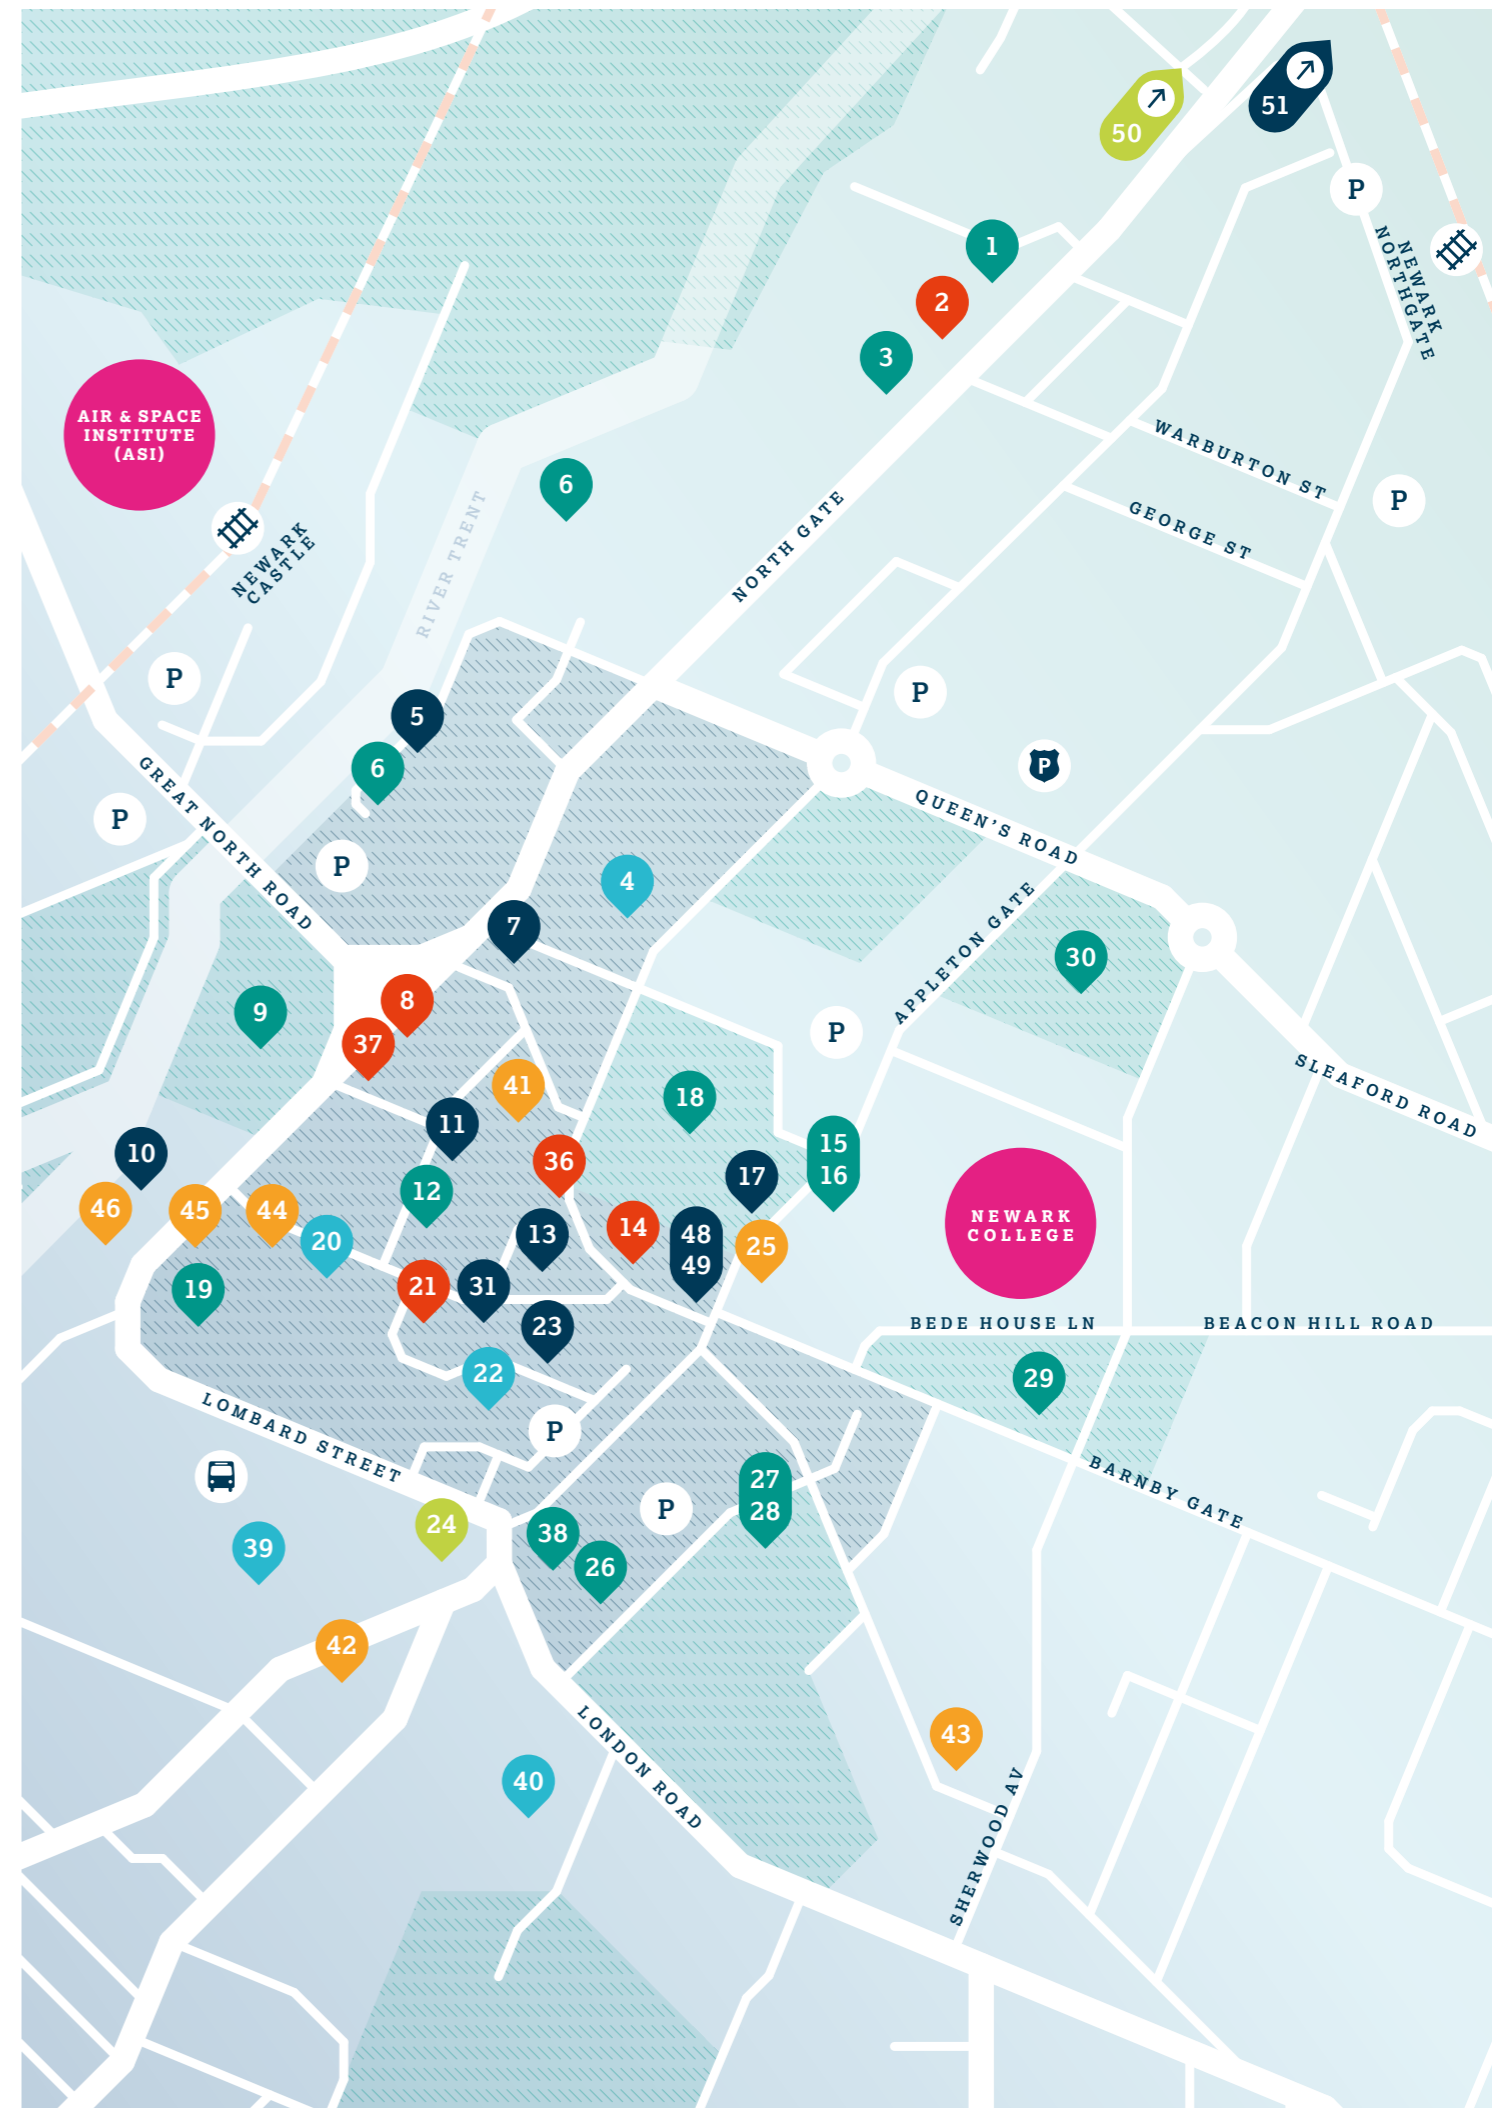 50
51
P
NEWARK
NORTHGATE
1
2
3
AIR & SPACE
INSTITUTE
(ASI)
WARBURTON ST
6
P
GEORGE ST
NORTH GATE
RIVER TRENT
NEWARK
CASTLE
P
P
5
6
P
GREAT NORTH ROAD
P
QUEEN'S ROAD
P
4
7
APPLETON GATE
30
8
9
37
P
SLEAFORD ROAD
41
18
11
10
36
15
16
17
12
46
45
44
20
13
14
48
49
25
NEWARK
COLLEGE
19
21
31
23
BEDE HOUSE LN
BEACON HILL ROAD
22
29
LOMBARD STREET
P
27
28
P
BARNBY GATE
24
38
26
39
42
LONDON ROAD
43
40
SHERWOOD AV